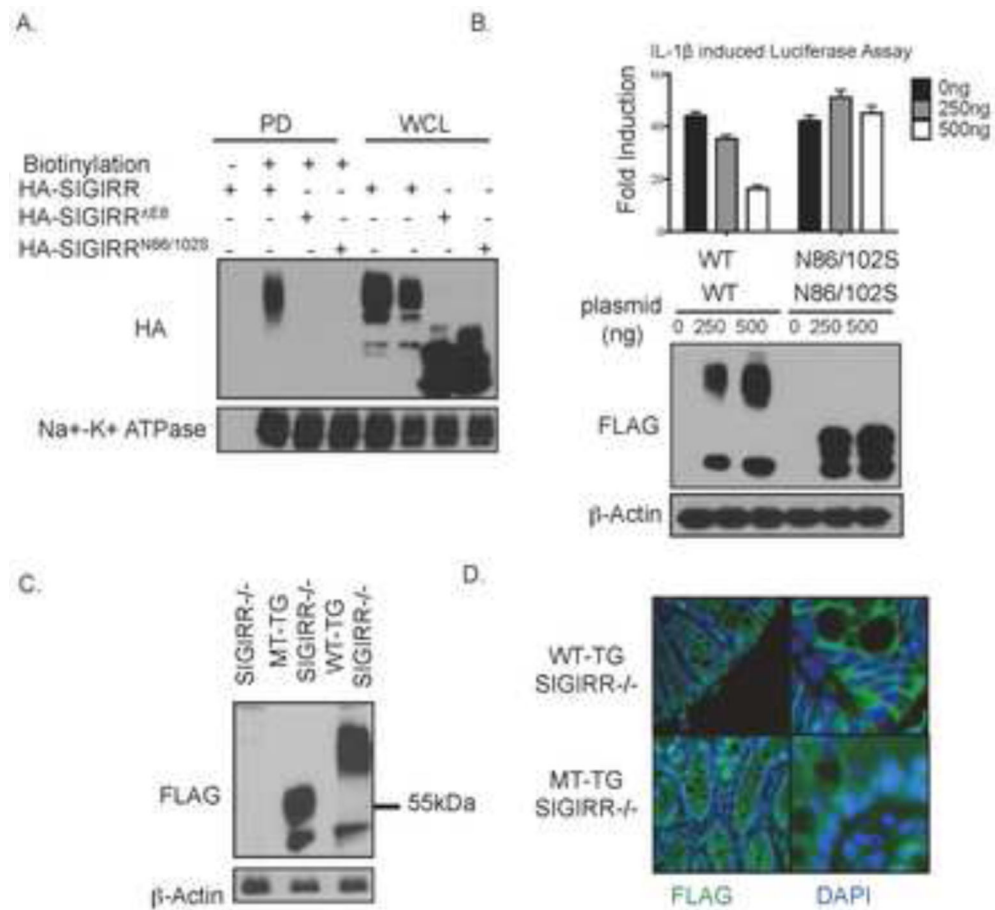 A.
PD WCL
Biotinylation - + + + 
HA-SIGIRR + + - - + + - -
HA-SIGIRRᐃE8 - - + - - - + -
HA-SIGIRRN86/102S - - - + - - - +
HA
Na+-K+ ATPase
B.
IL-1β induced Luciferase Assay
Fold Induction
0ng
250ng
500ng
WT N86/102S
plasmid (ng)
WT N86/102S
0 250 500 0 250 500
FLAG
β-Actin
C.
SIGIRR-/-
MT-TG
SIGIRR-/-
WT-TG
SIGIRR-/-
FLAG
55kDa
β-Actin
D.
WT-TG
SIGIRR-/-
MT-TG
SIGIRR-/-
FLAG DAPI